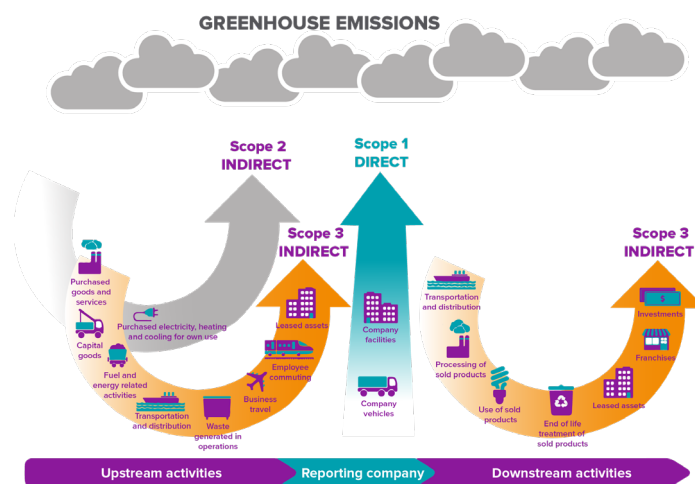 GREENHOUSE EMISSIONS
Scope 2
INDIRECT
Scope 1
DIRECT
Scope 3
INDIRECT
Scope 3
INDIRECT
Purchased
goods and
services
Capital
goods
Fuel and
energy related
activities
Purchased electricity, heating
and cooling for own use
Transportation
and distribution
Waste
generated in
operations
Business
travel
Employee
commuting
Leased assets
Company
facilities
Company
vehicles
Transportation
and distribution
Processing of
sold products
Use of sold
products
End of life
treatment of
sold products
Leased assets
Franchises
$
Investments
Upstream activities
Reporting company
Downstream activities